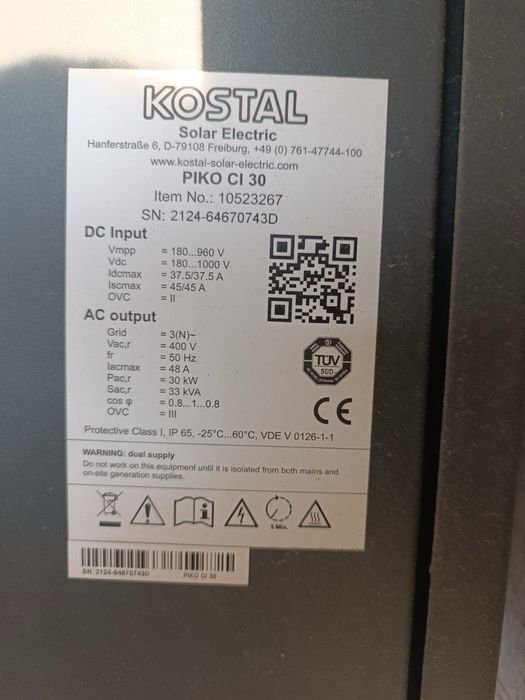 KOSTAL
Solar Electric
Hanferstraße 6, D-79108 Freiburg, +49 (0) 761-47744-100
www.kostal-solar-electric.com
PIKO CI 30
Item No.: 10523267
SN: 2124-64670743D
DC Input
Vmpp = 180...960 V
Vdc = 180...1000 V
Idcmax = 37.5/37.5 A
Iscmax = 45/45 A
OVC = II
AC output
Grid = 3(N)~
Vac,r = 400 V
fr = 50 Hz
Iacmax = 48 A
Pac,r = 30 kW
Sac,r = 33 kVA
cos φ = 0.8...1...0.8
OVC = III
TÜV
SÜD
CE
Protective Class I, IP 65, -25°C...60°C, VDE V 0126-1-1
WARNING: dual supply
Do not work on this equipment until it is isolated from both mains and
on-site generation supplies.
5 Min.
SN: 2124-64670743D PIKO CI 30